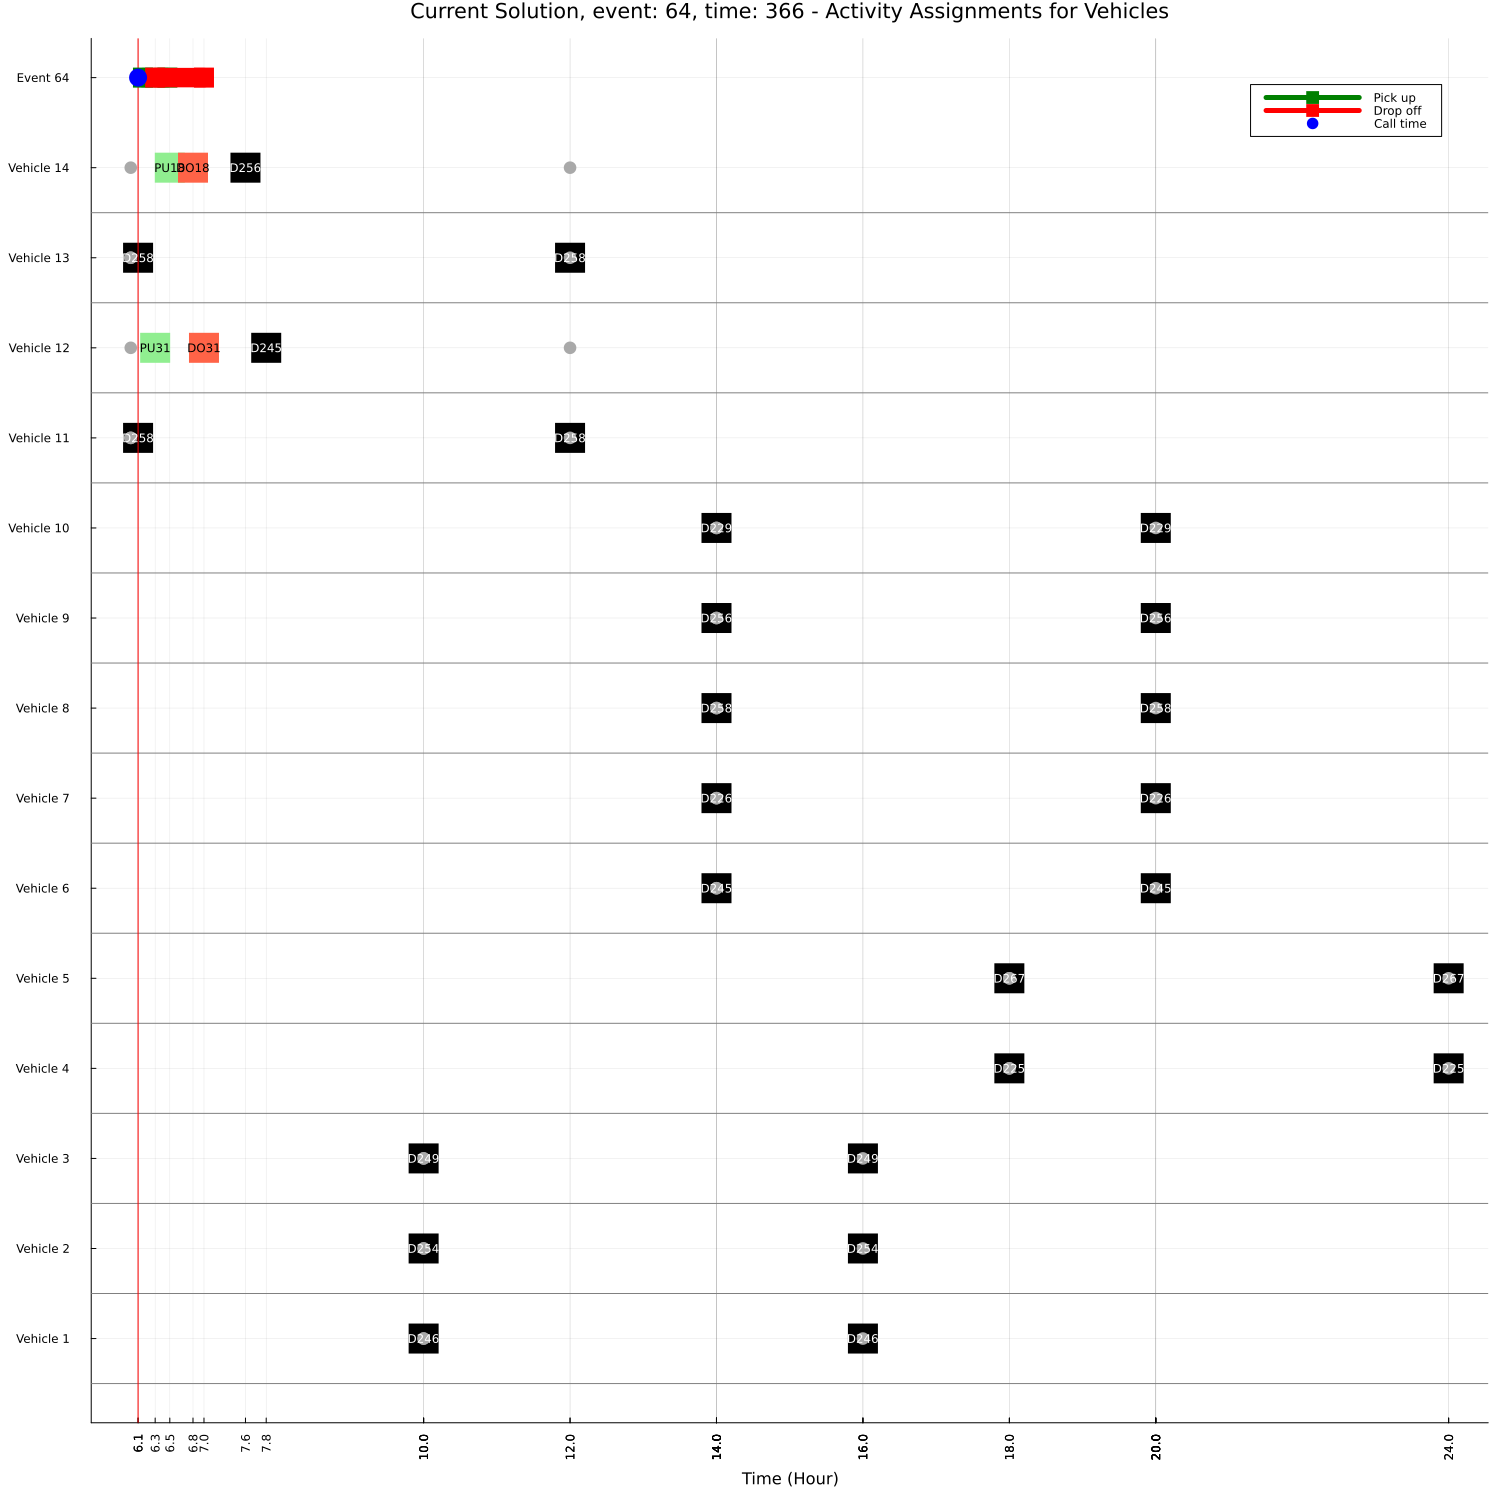 Current Solution, event: 64, time: 366 - Activity Assignments for Vehicles
Event 64
Pick up
Drop off
Call time
Vehicle 14 PU18 DO18 D256
Vehicle 13 D258 D258
Vehicle 12 PU31 DO31 D245
Vehicle 11 D258 D258
Vehicle 10 D229 D229
Vehicle 9 D256 D256
Vehicle 8 D258 D258
Vehicle 7 D226 D226
Vehicle 6 D245 D245
Vehicle 5 D267 D267
Vehicle 4 D225 D225
Vehicle 3 D249 D249
Vehicle 2 D254 D254
Vehicle 1 D246 D246
6.1 6.3 6.5 6.8 7.0 7.6 7.8 10.0 12.0 14.0 16.0 18.0 20.0 24.0
Time (Hour)